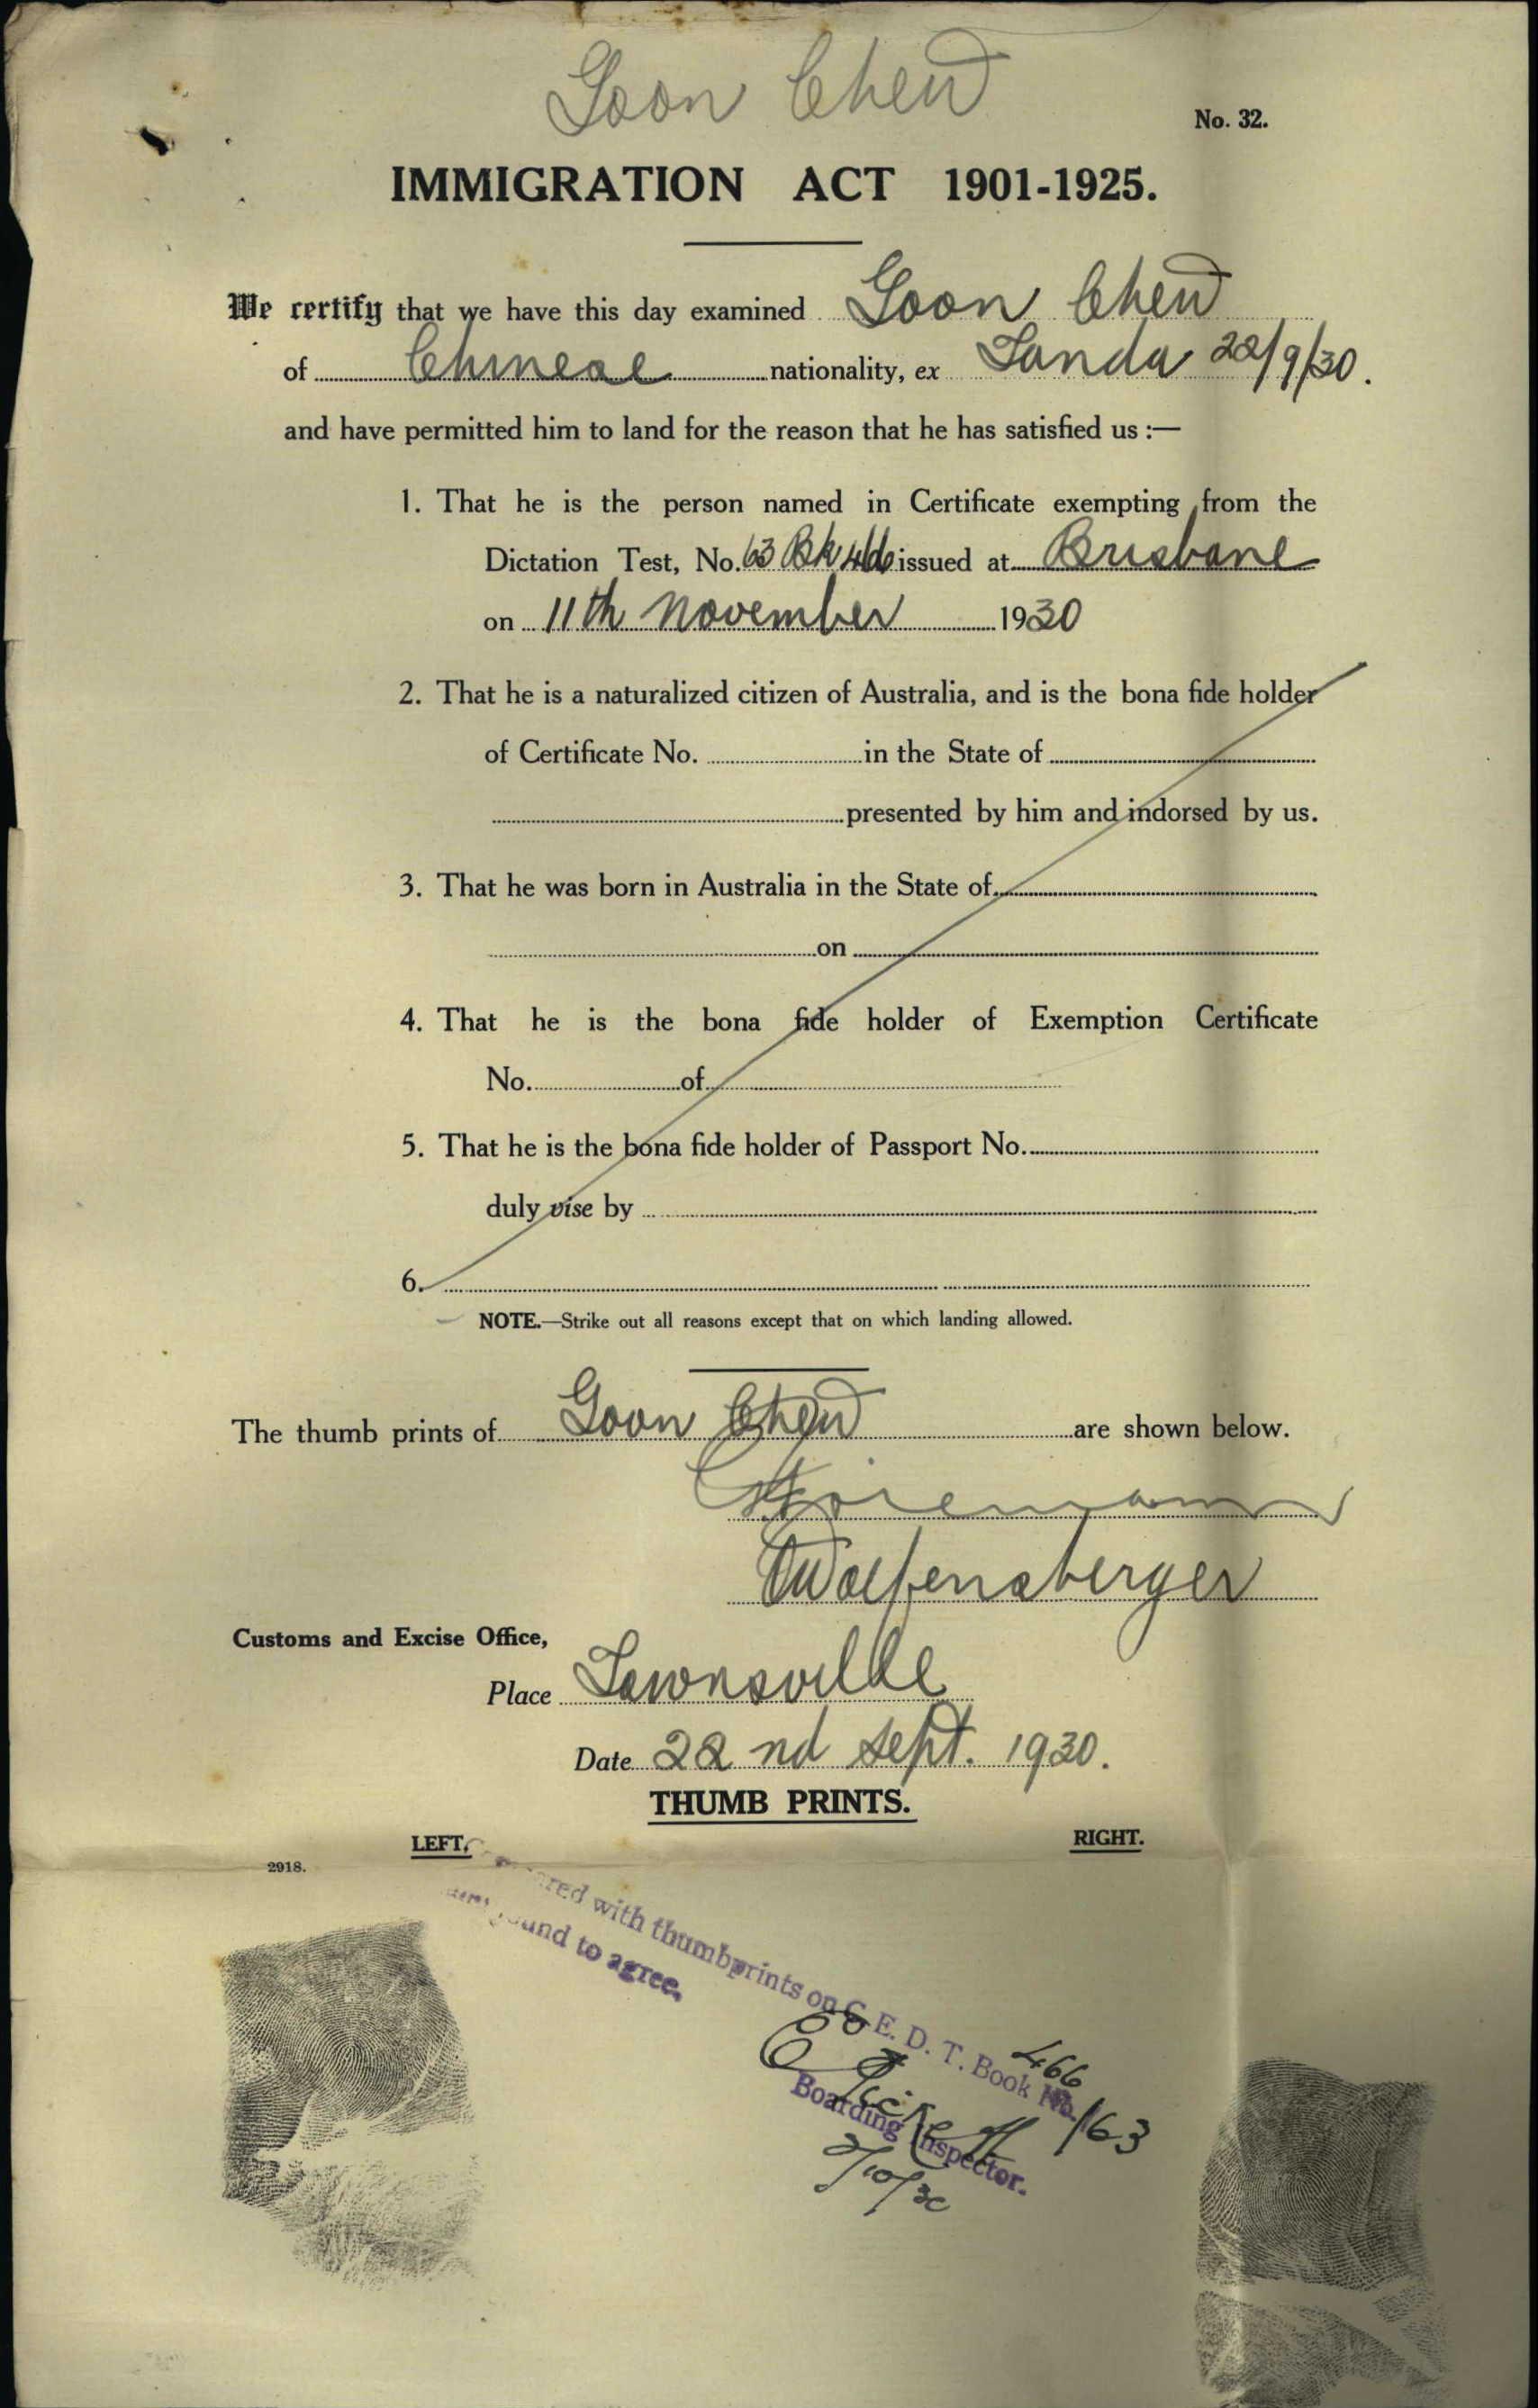 Goon Chew
No. 32.
IMMIGRATION ACT 1901-1925.
We certify that we have this day examined Goon Chew
of Chinese nationality, ex Tanda 22/9/30.
and have permitted him to land for the reason that he has satisfied us :—
1. That he is the person named in Certificate exempting from the
Dictation Test, No. 63 Bk 466 issued at Brisbane
on 11th November 1930
2. That he is a naturalized citizen of Australia, and is the bona fide holder
of Certificate No. in the State of
presented by him and indorsed by us.
3. That he was born in Australia in the State of
on
4. That he is the bona fide holder of Exemption Certificate
No. of
5. That he is the bona fide holder of Passport No.
duly vise by
6.
NOTE.—Strike out all reasons except that on which landing allowed.
The thumb prints of Goon Chew are shown below.
Wolfensberger
Customs and Excise Office,
Place Townsville
Date 22nd Sept. 1930.
THUMB PRINTS.
LEFT. RIGHT.
2918.
with thumbprints on C. E. D. T. Book No. 466/63
to agree.
Boarding Inspector.
2/10/30